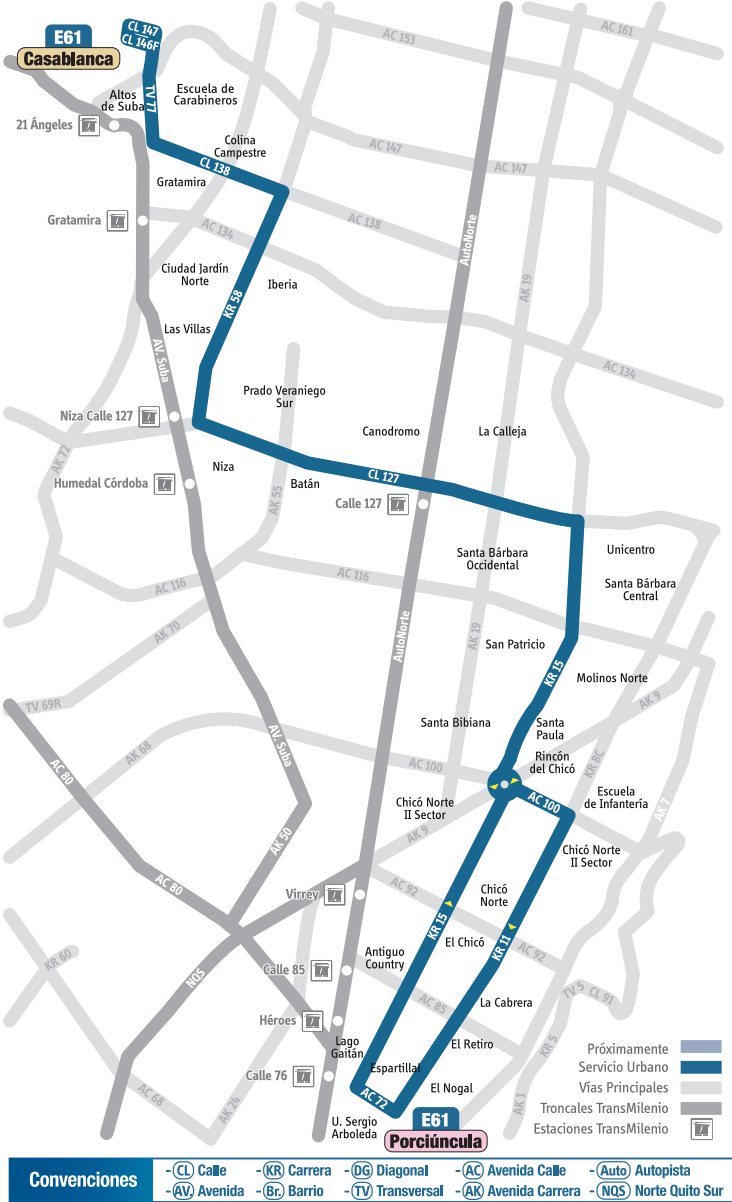 E61
Casablanca
CL 147
CL 146F
AC 153
AC 161
TV 77
Altos
de Suba
Escuela de
Carabineros
21 Ángeles
Colina
Campestre
CL 138
AC 147
AC 147
Gratamira
Gratamira
AC 134
AC 138
AutoNorte
Ciudad Jardín
Norte
Iberia
AK 19
KR 58
Las Villas
AV. Suba
AC 134
Prado Veraniego
Sur
Niza Calle 127
Canodromo
La Calleja
AK 72
Niza
CL 127
Humedal Córdoba
Batán
AK 55
Calle 127
Santa Bárbara
Occidental
Unicentro
AC 116
AC 116
Santa Bárbara
Central
AK 70
AutoNorte
AK 19
San Patricio
KR 15
Molinos Norte
TV 69R
AK 9
Santa Bibiana
Santa
Paula
AK 68
AV. Suba
AC 100
Rincón
del Chicó
KR 8C
AC 80
AC 100
Escuela
de Infantería
Chicó Norte
II Sector
AK 7
AK 9
AK 50
Chicó Norte
II Sector
AC 80
Virrey
AC 92
Chicó
Norte
KR 15
KR 11
El Chicó
AC 92
KR 60
Antiguo
Country
NQS
Calle 85
TV 5
CL 91
AC 85
La Cabrera
Héroes
Lago
Gaitán
El Retiro
KR 5
Calle 76
Espartillal
AC 72
El Nogal
AC 68
AK 24
AK 1
U. Sergio
Arboleda
E61
Porciúncula
Próximamente
Servicio Urbano
Vías Principales
Troncales TransMilenio
Estaciones TransMilenio
Convenciones
- CL Calle - KR Carrera - DG Diagonal - AC Avenida Calle - Auto Autopista
- AV. Avenida - Br. Barrio - TV Transversal - AK Avenida Carrera - NQS Norte Quito Sur